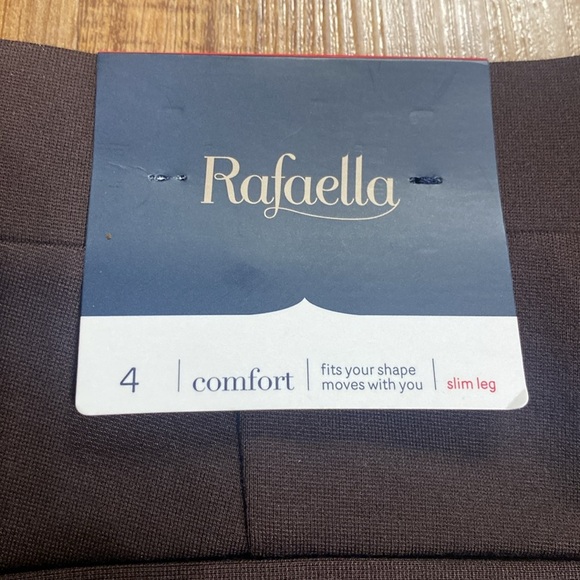 Rafaella
4
comfort
fits your shape
moves with you
slim leg